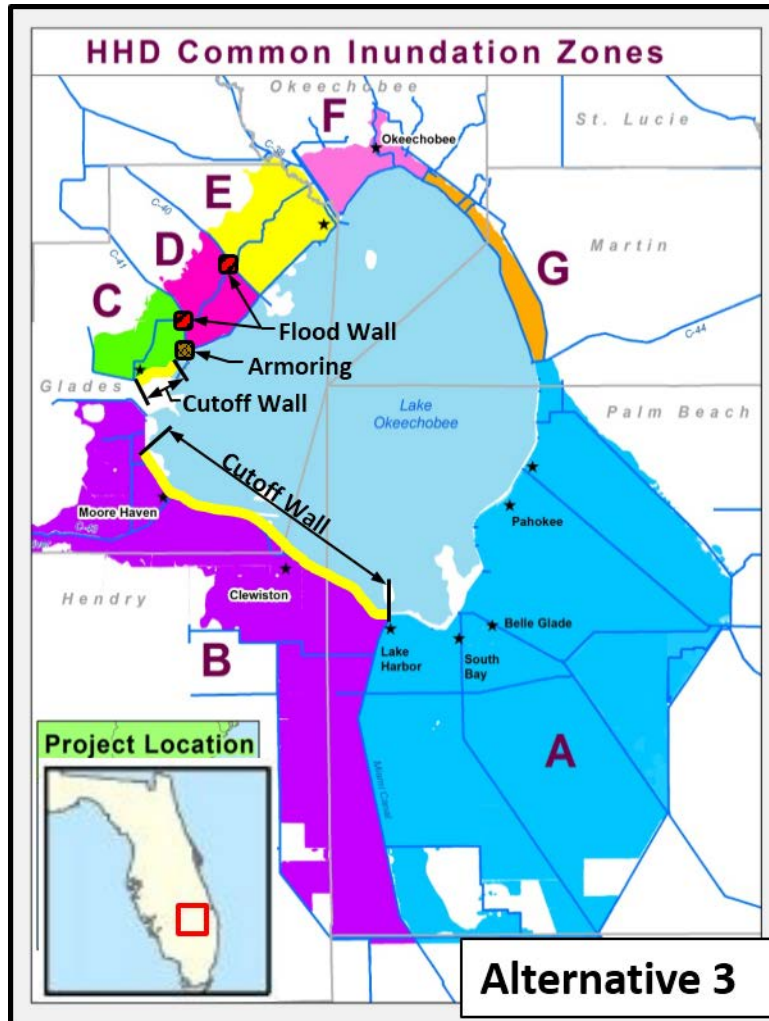 HHD Common Inundation Zones
Okeechobee
F
St. Lucie
Okeechobee
C-38
E
C-40
D
Martin
C-41
G
C
Flood Wall
C-44
Armoring
Glades
Cutoff Wall
Palm Beach
Lake
Okeechobee
Cutoff Wall
Moore Haven
Pahokee
Clewiston
Hendry
Belle Glade
Lake
Harbor
South
Bay
B
A
Project Location
Miami Canal
Alternative 3